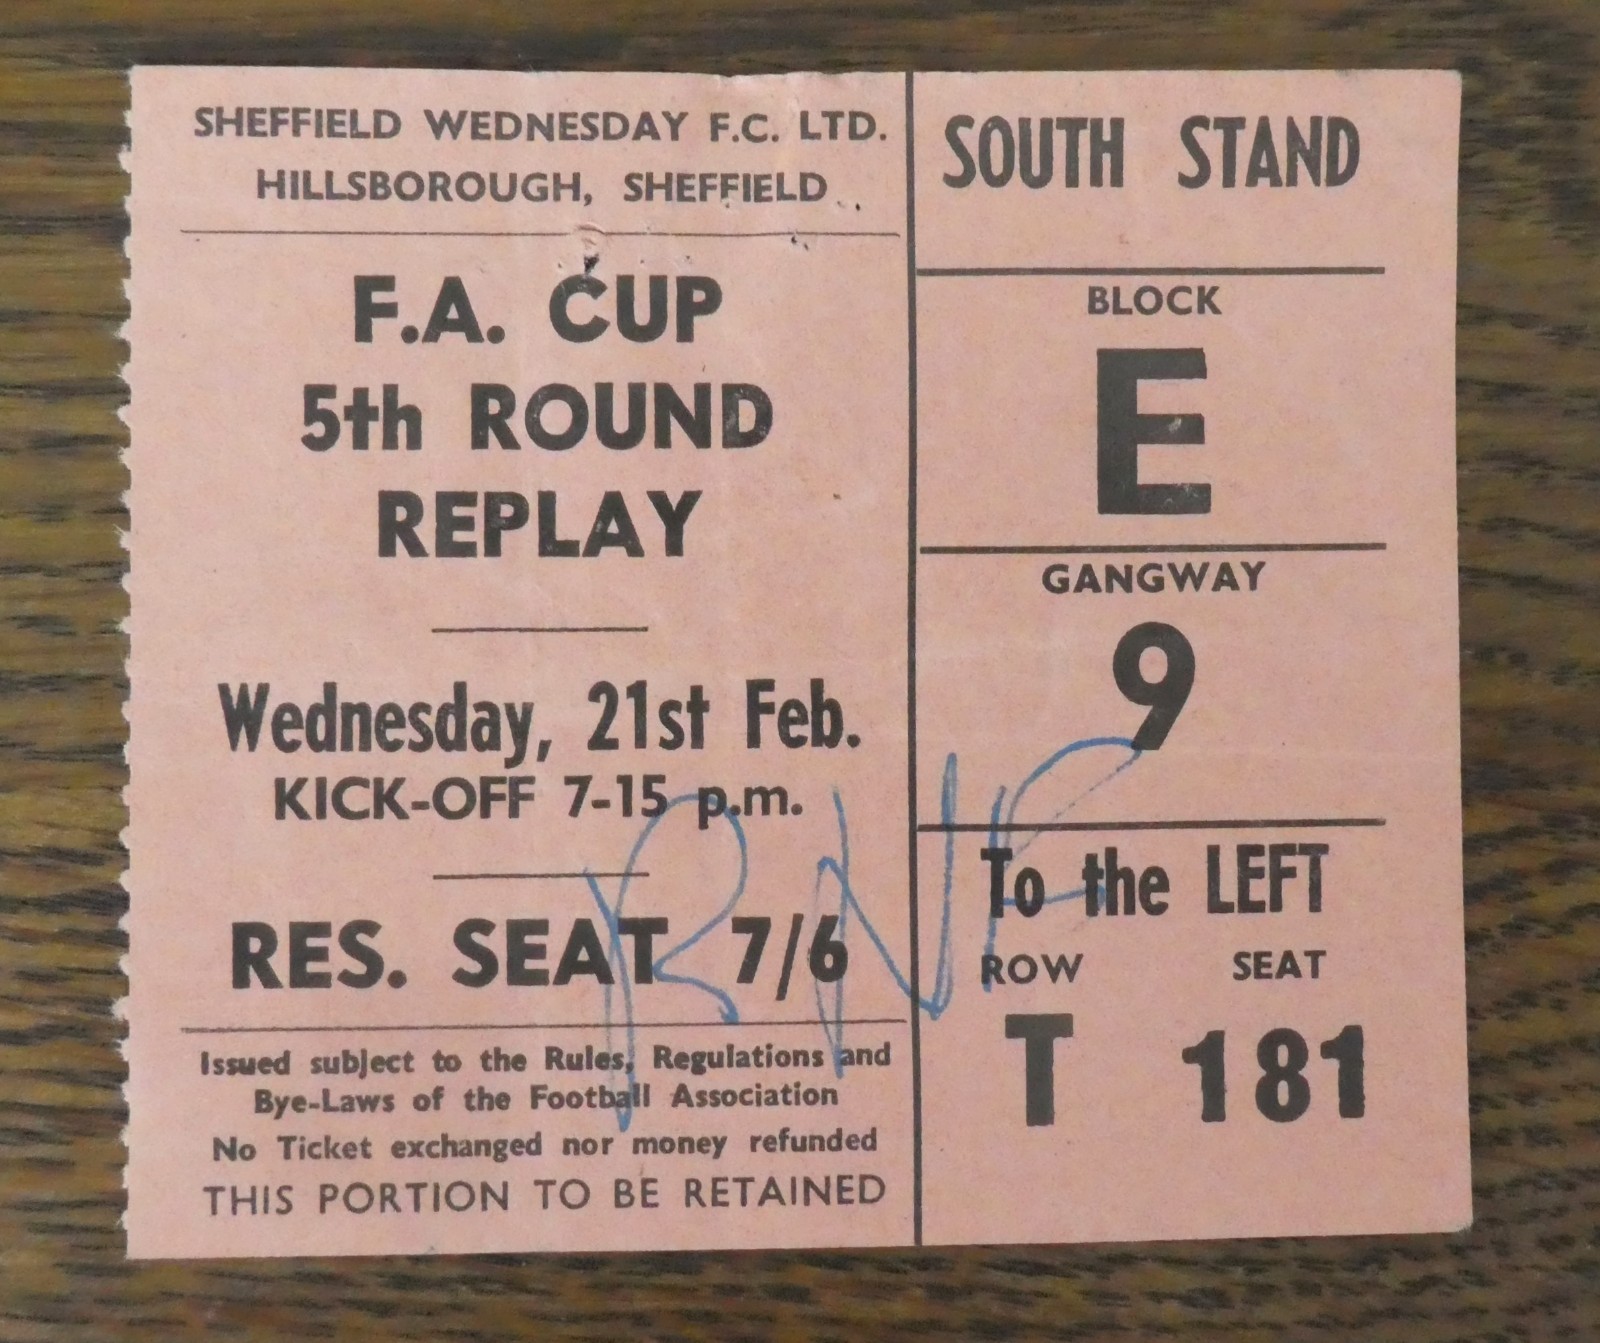 SHEFFIELD WEDNESDAY F.C. LTD.
HILLSBOROUGH, SHEFFIELD
F.A. CUP
5th ROUND
REPLAY
Wednesday, 21st Feb.
KICK-OFF 7-15 p.m.
RES. SEAT 7/6
Issued subject to the Rules, Regulations and
Bye-Laws of the Football Association
No Ticket exchanged nor money refunded
THIS PORTION TO BE RETAINED
SOUTH STAND
BLOCK
E
GANGWAY
9
To the LEFT
ROW SEAT
T 181